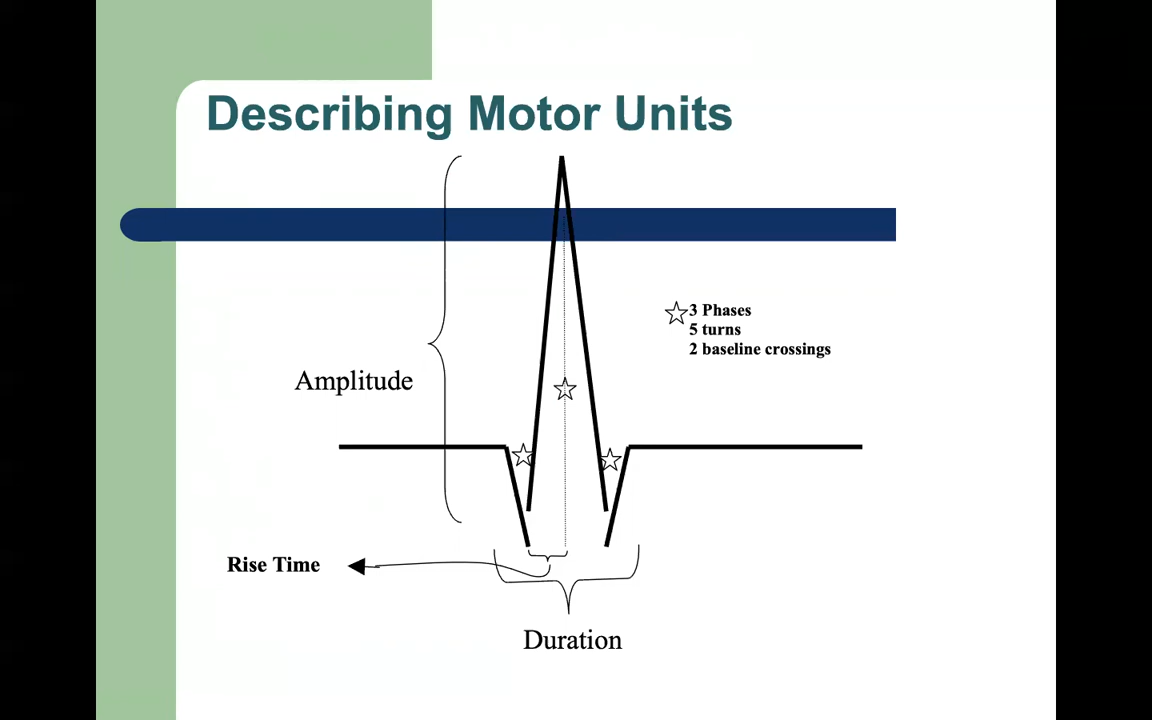 Describing Motor Units
3 Phases
5 turns
2 baseline crossings
Amplitude
Rise Time
Duration